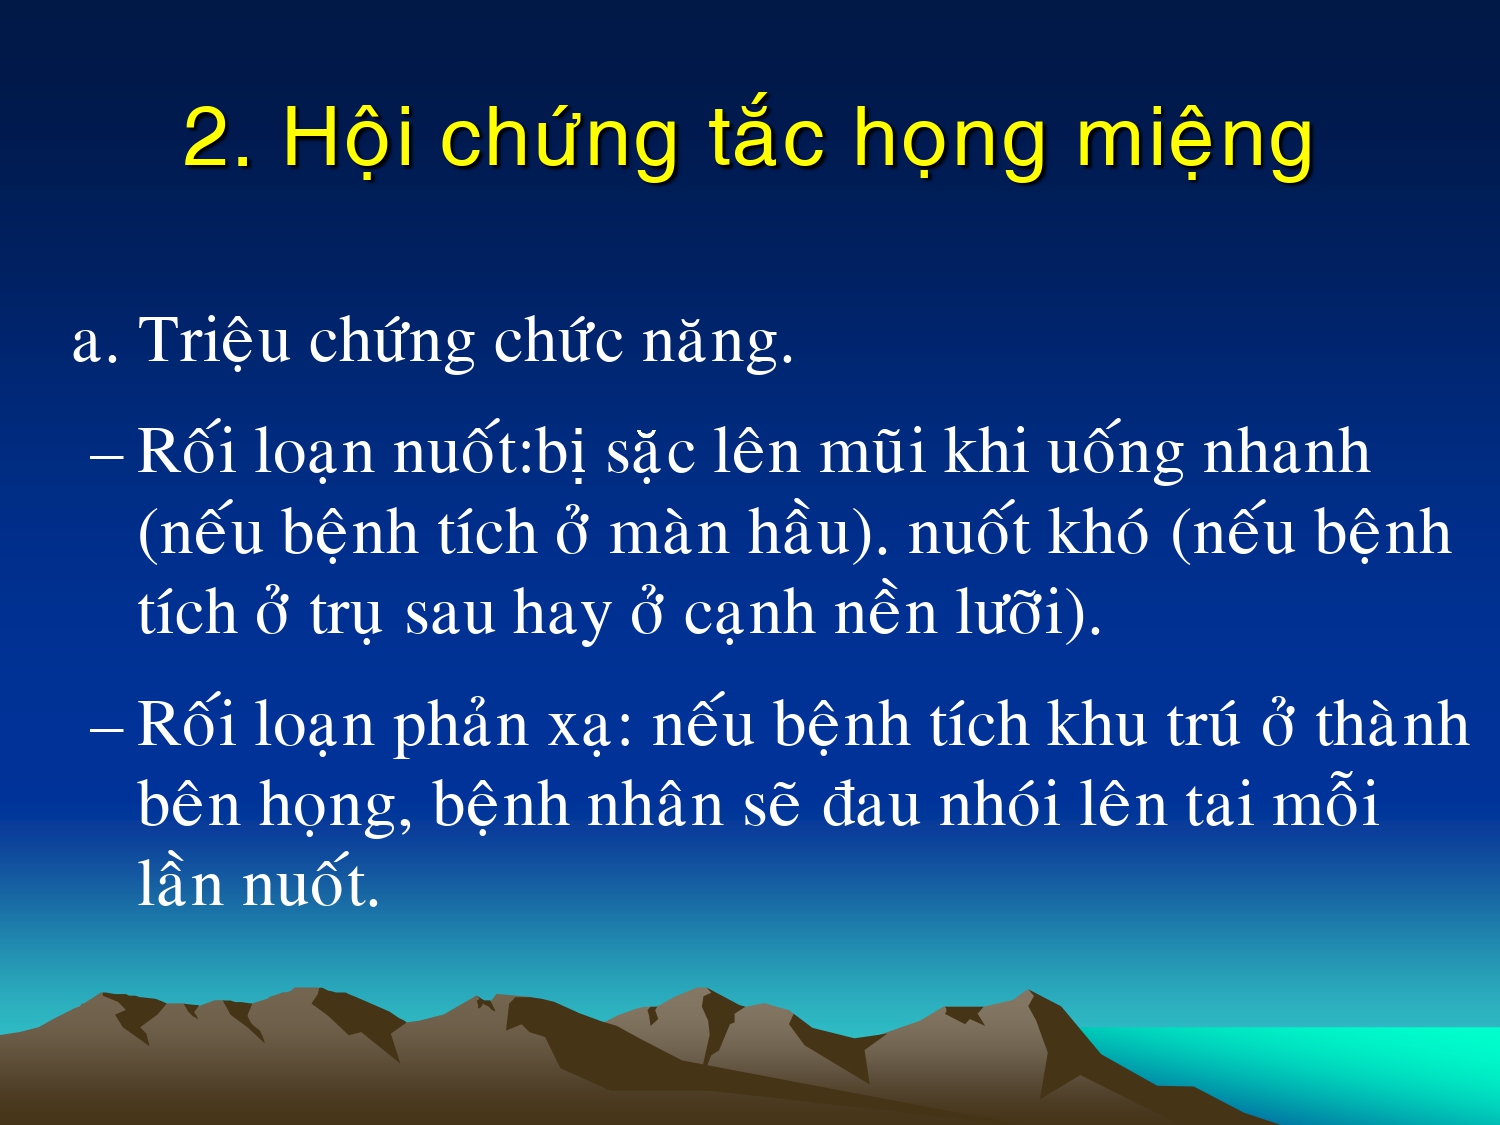 2. Hội chứng tắc họng miệng
a. Triệu chứng chức năng.
– Rối loạn nuốt:bị sặc lên mũi khi uống nhanh
(nếu bệnh tích ở màn hầu). nuốt khó (nếu bệnh
tích ở trụ sau hay ở cạnh nền lưỡi).
– Rối loạn phản xạ: nếu bệnh tích khu trú ở thành
bên họng, bệnh nhân sẽ đau nhói lên tai mỗi
lần nuốt.